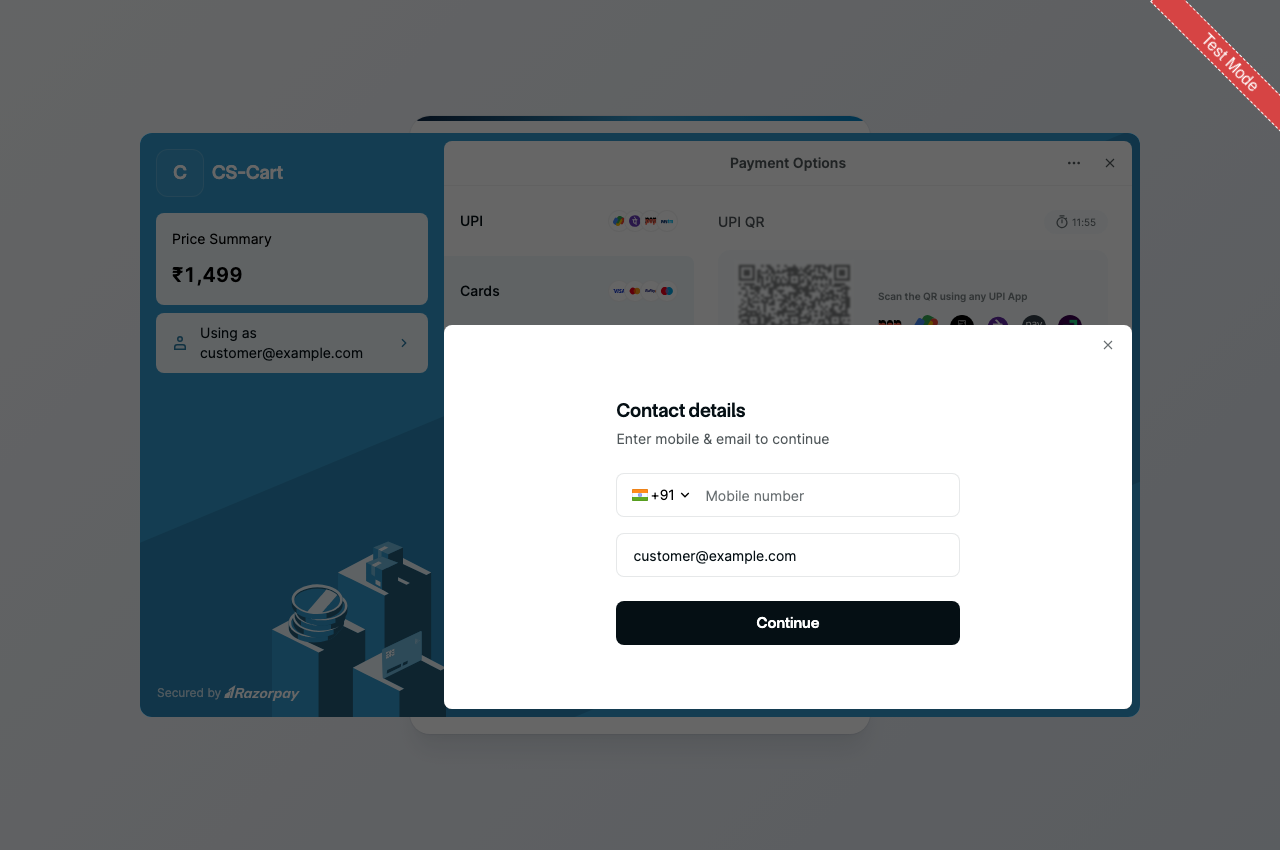 Test Mode
C CS-Cart
Price Summary
₹1,499
Using as
customer@example.com
Secured by Razorpay
Payment Options
UPI
Cards
VISA
UPI QR
11:55
Scan the QR using any UPI App
Contact details
Enter mobile & email to continue
+91 Mobile number
customer@example.com
Continue